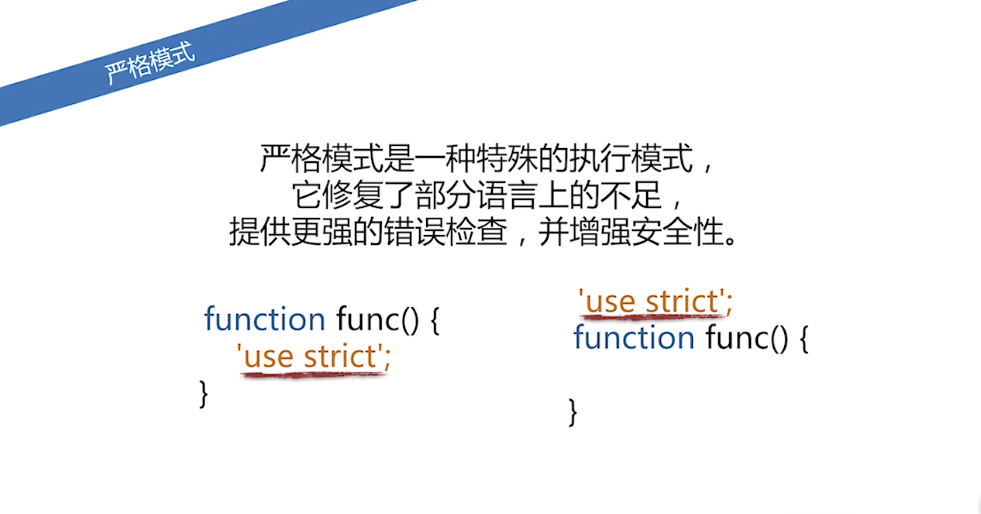 严格模式
严格模式是一种特殊的执行模式，
它修复了部分语言上的不足，
提供更强的错误检查，并增强安全性。
function func() {
'use strict';
}
'use strict';
function func() {
}